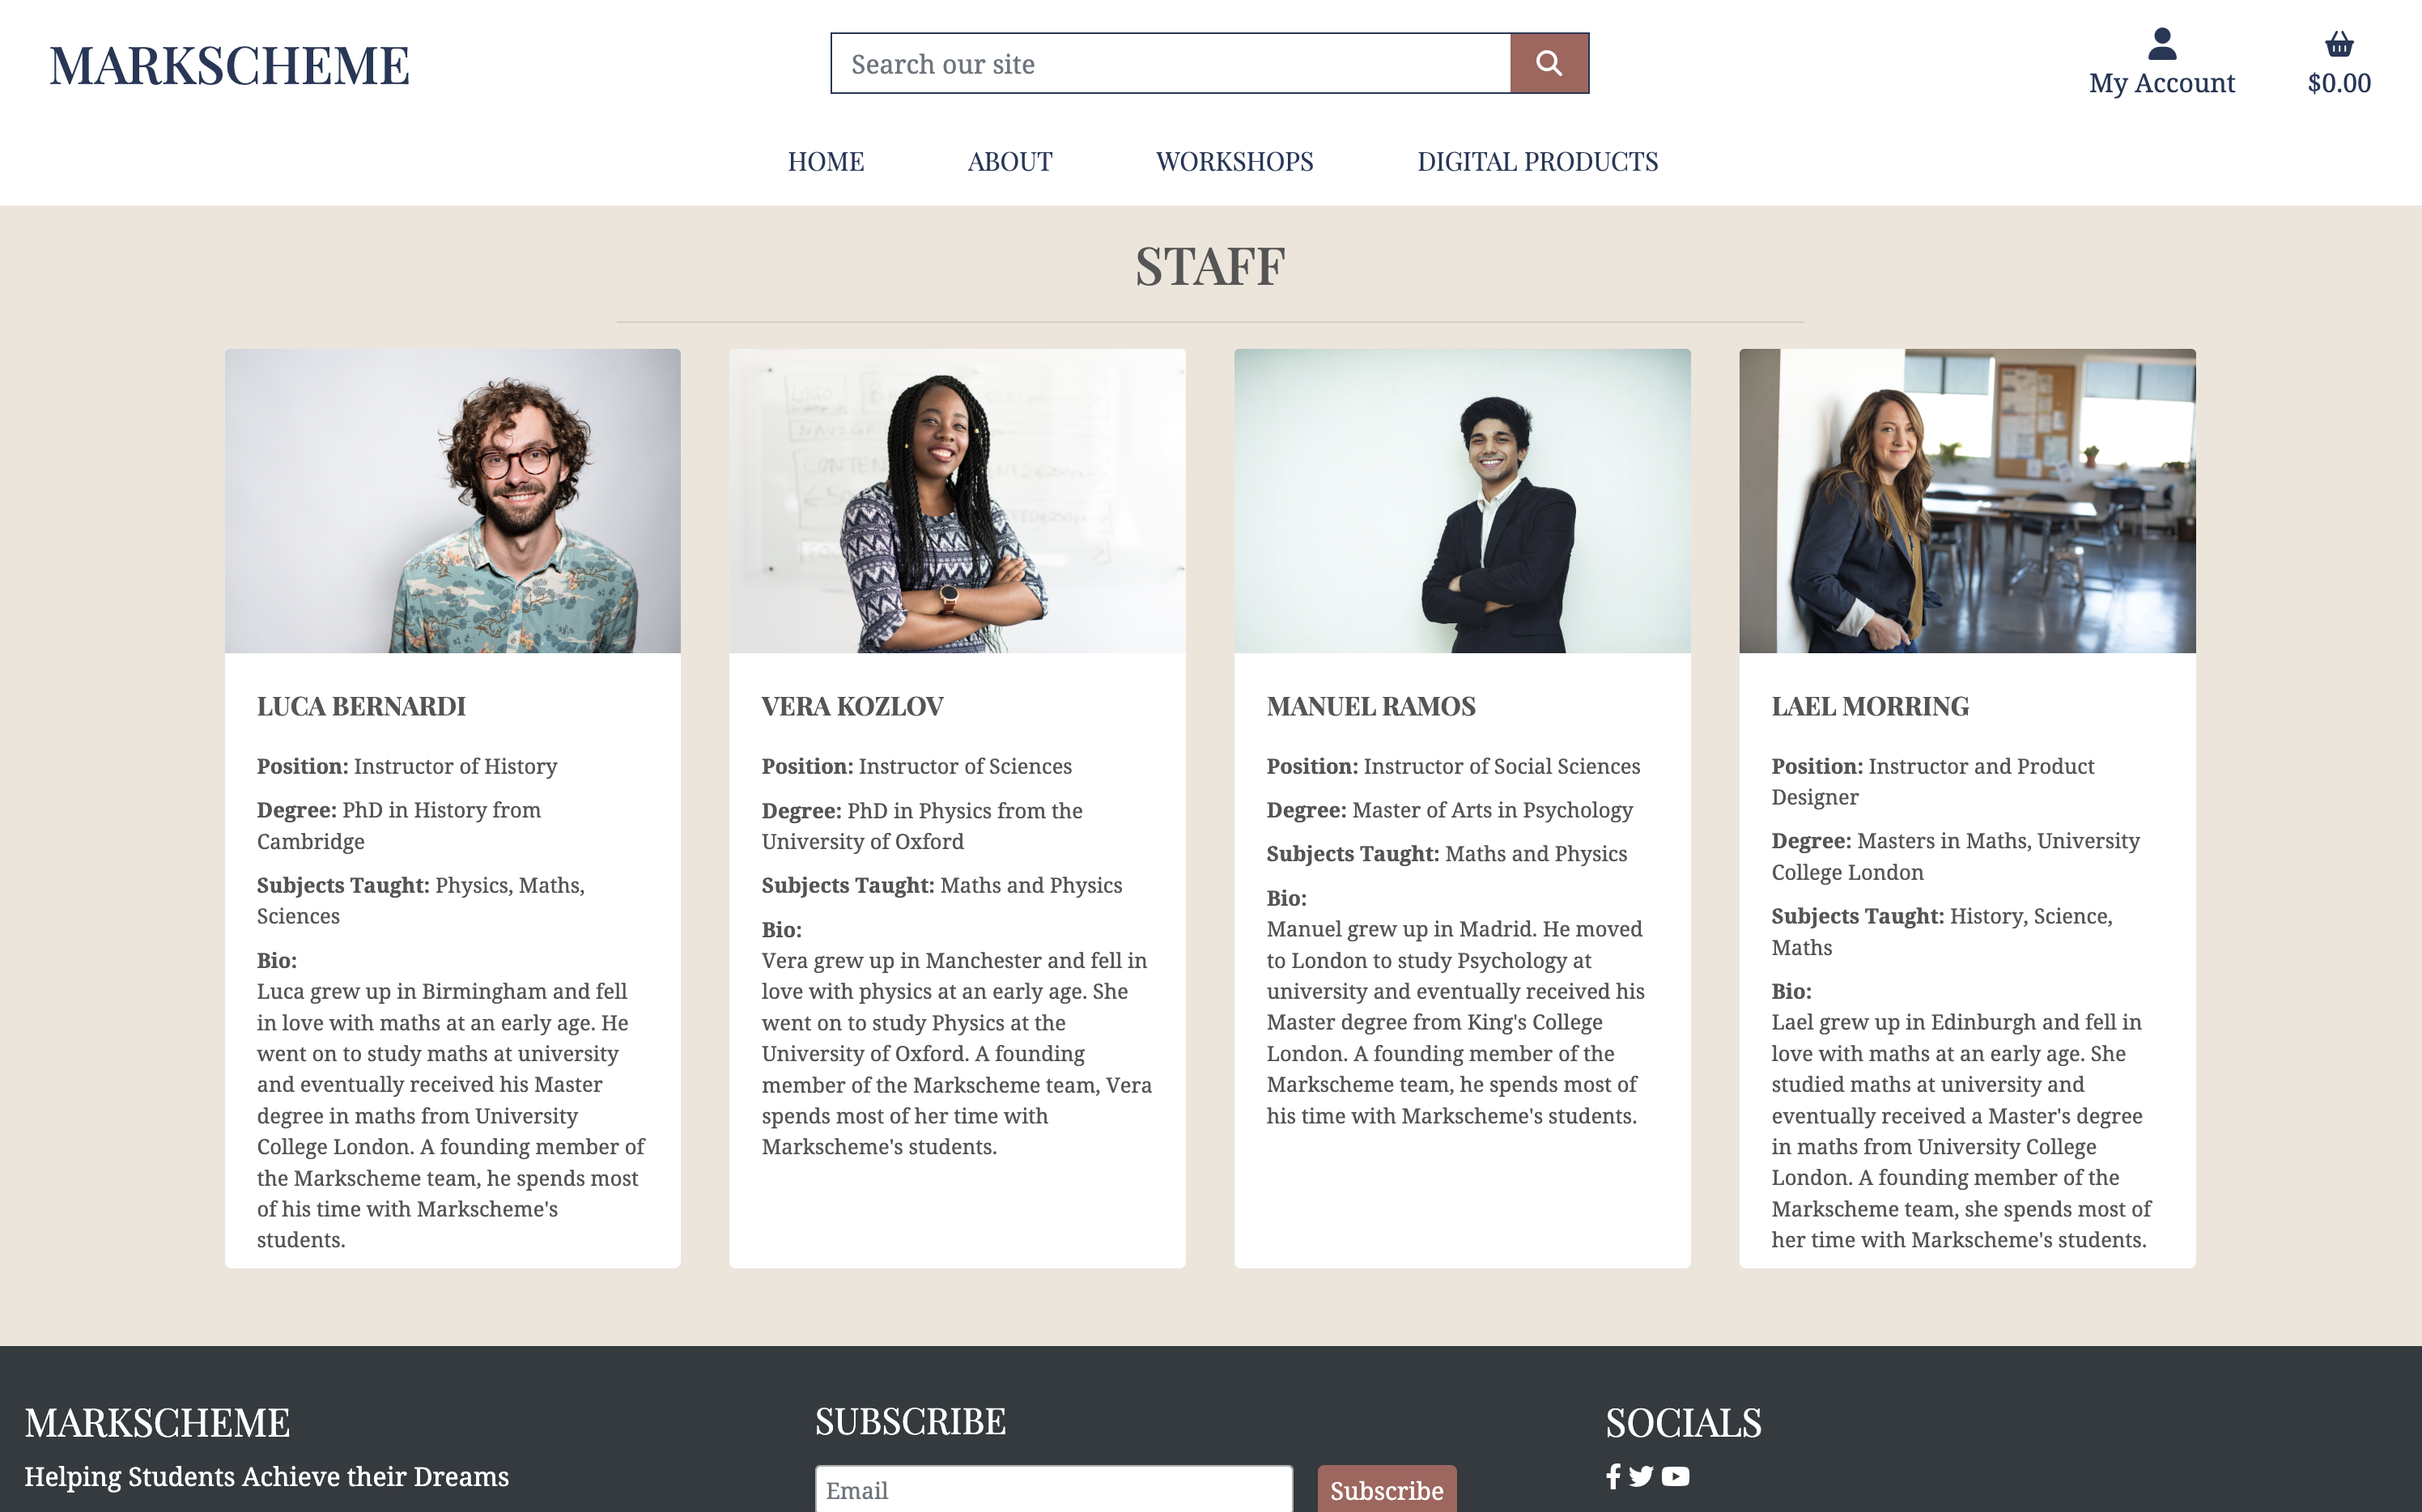 MARKSCHEME
Search our site
My Account
$0.00
HOME
ABOUT
WORKSHOPS
DIGITAL PRODUCTS
STAFF
LUCA BERNARDI
Position: Instructor of History
Degree: PhD in History from
Cambridge
Subjects Taught: Physics, Maths,
Sciences
Bio:
Luca grew up in Birmingham and fell
in love with maths at an early age. He
went on to study maths at university
and eventually received his Master
degree in maths from University
College London. A founding member of
the Markscheme team, he spends most
of his time with Markscheme's
students.
VERA KOZLOV
Position: Instructor of Sciences
Degree: PhD in Physics from the
University of Oxford
Subjects Taught: Maths and Physics
Bio:
Vera grew up in Manchester and fell in
love with physics at an early age. She
went on to study Physics at the
University of Oxford. A founding
member of the Markscheme team, Vera
spends most of her time with
Markscheme's students.
MANUEL RAMOS
Position: Instructor of Social Sciences
Degree: Master of Arts in Psychology
Subjects Taught: Maths and Physics
Bio:
Manuel grew up in Madrid. He moved
to London to study Psychology at
university and eventually received his
Master degree from King's College
London. A founding member of the
Markscheme team, he spends most of
his time with Markscheme's students.
LAEL MORRING
Position: Instructor and Product
Designer
Degree: Masters in Maths, University
College London
Subjects Taught: History, Science,
Maths
Bio:
Lael grew up in Edinburgh and fell in
love with maths at an early age. She
studied maths at university and
eventually received a Master's degree
in maths from University College
London. A founding member of the
Markscheme team, she spends most of
her time with Markscheme's students.
MARKSCHEME
Helping Students Achieve their Dreams
SUBSCRIBE
Email
Subscribe
SOCIALS